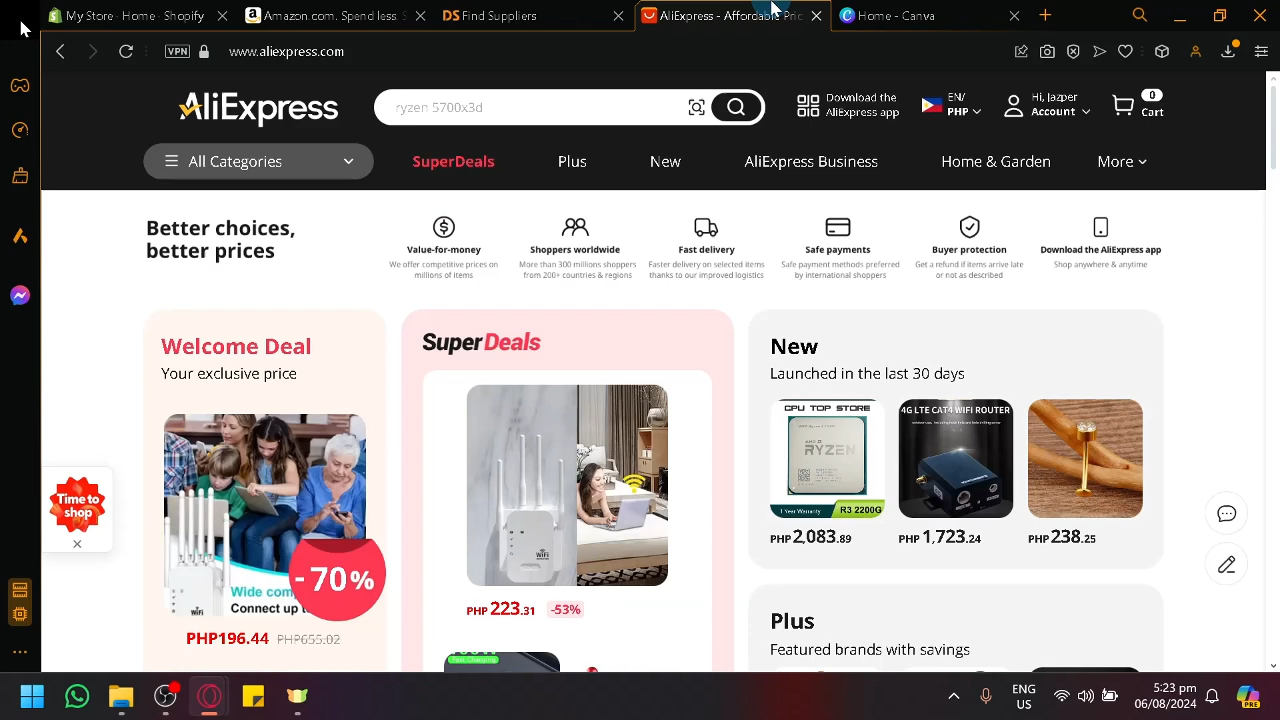 My Store · Home · Shopify
Amazon.com. Spend less
Find Suppliers
AliExpress - Affordable Pric
Home - Canva
VPN
www.aliexpress.com
AliExpress
ryzen 5700x3d
Download the
AliExpress app
EN/
PHP
Hi, Jazper
Account
0
Cart
All Categories
SuperDeals
Plus
New
AliExpress Business
Home & Garden
More
Better choices,
better prices
Value-for-money
We offer competitive prices on
millions of items
Shoppers worldwide
More than 300 millions shoppers
from 200+ countries & regions
Fast delivery
Faster delivery on selected items
thanks to our improved logistics
Safe payments
Safe payment methods preferred
by international shoppers
Buyer protection
Get a refund if items arrive late
or not as described
Download the AliExpress app
Shop anywhere & anytime
Welcome Deal
Your exclusive price
WiFi
Wide com
Connect up
-70%
PHP196.44 PHP655.02
Time to
shop
SuperDeals
WiFi
PHP 223.31 -53%
Fast Charging
New
Launched in the last 30 days
CPU TOP STORE
RYZEN
1 Year Warranty
R3 2200G
4G LTE CAT4 WIFI ROUTER
PHP 2,083.89
PHP 1,723.24
PHP 238.25
Plus
Featured brands with savings
ENG
US
5:23 pm
06/08/2024
PRE